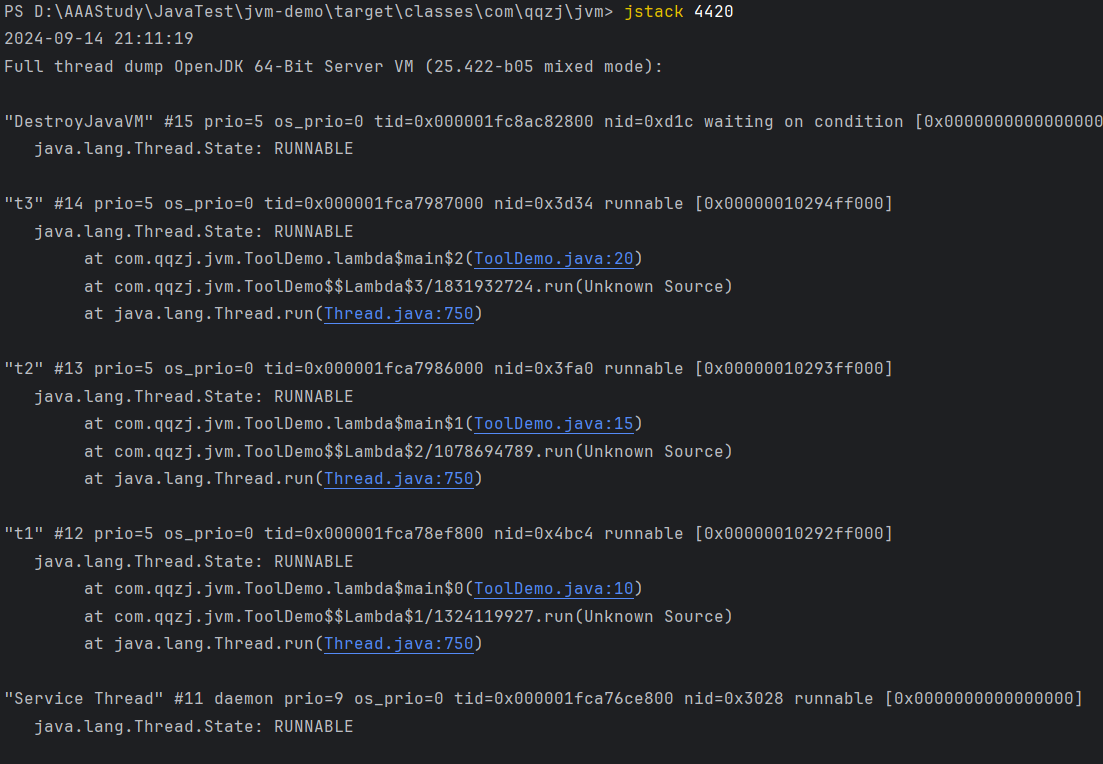 PS D:\AAAStudy\JavaTest\jvm-demo\target\classes\com\qqzj\jvm> jstack 4420
2024-09-14 21:11:19
Full thread dump OpenJDK 64-Bit Server VM (25.422-b05 mixed mode):
"DestroyJavaVM" #15 prio=5 os_prio=0 tid=0x000001fc8ac82800 nid=0xd1c waiting on condition [0x0000000000000000
java.lang.Thread.State: RUNNABLE
"t3" #14 prio=5 os_prio=0 tid=0x000001fca7987000 nid=0x3d34 runnable [0x00000010294ff000]
java.lang.Thread.State: RUNNABLE
at com.qqzj.jvm.ToolDemo.lambda$main$2(ToolDemo.java:20)
at com.qqzj.jvm.ToolDemo$$Lambda$3/1831932724.run(Unknown Source)
at java.lang.Thread.run(Thread.java:750)
"t2" #13 prio=5 os_prio=0 tid=0x000001fca7986000 nid=0x3fa0 runnable [0x00000010293ff000]
java.lang.Thread.State: RUNNABLE
at com.qqzj.jvm.ToolDemo.lambda$main$1(ToolDemo.java:15)
at com.qqzj.jvm.ToolDemo$$Lambda$2/1078694789.run(Unknown Source)
at java.lang.Thread.run(Thread.java:750)
"t1" #12 prio=5 os_prio=0 tid=0x000001fca78ef800 nid=0x4bc4 runnable [0x00000010292ff000]
java.lang.Thread.State: RUNNABLE
at com.qqzj.jvm.ToolDemo.lambda$main$0(ToolDemo.java:10)
at com.qqzj.jvm.ToolDemo$$Lambda$1/1324119927.run(Unknown Source)
at java.lang.Thread.run(Thread.java:750)
"Service Thread" #11 daemon prio=9 os_prio=0 tid=0x000001fca76ce800 nid=0x3028 runnable [0x0000000000000000]
java.lang.Thread.State: RUNNABLE